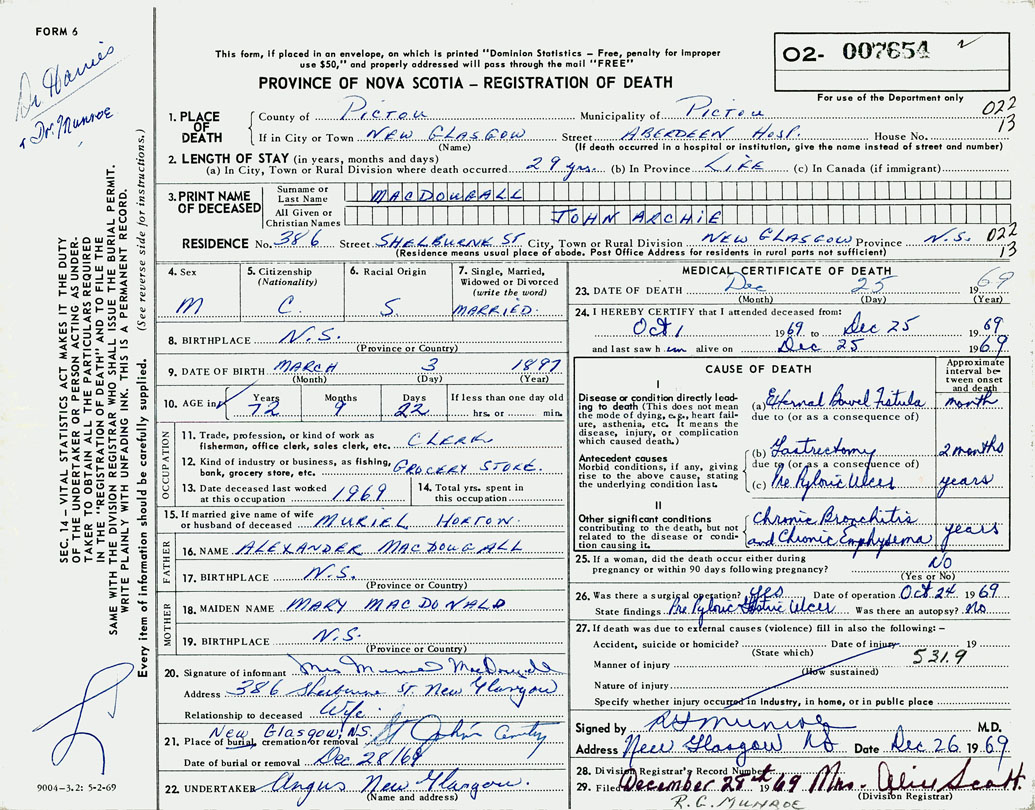 FORM 6
Dr Harries
& Dr. Munroe
This form, if placed in an envelope, on which is printed "Dominion Statistics – Free, penalty for improper
use $50," and properly addressed will pass through the mail "FREE"
PROVINCE OF NOVA SCOTIA – REGISTRATION OF DEATH
02- 007654
For use of the Department only
SEC. 14 – VITAL STATISTICS ACT MAKES IT THE DUTY
OF THE UNDERTAKER OR PERSON ACTING AS UNDER-
TAKER TO OBTAIN ALL THE PARTICULARS REQUIRED
IN THE "REGISTRATION OF DEATH" AND TO FILE THE
SAME WITH THE DIVISION REGISTRAR WHO SHALL ISSUE THE BURIAL PERMIT.
WRITE PLAINLY WITH UNFADING INK. THIS IS A PERMANENT RECORD.
Every item of information should be carefully supplied. (See reverse side for instructions.)
1. PLACE OF DEATH County of Pictou Municipality of Pictou 022
If in City or Town New Glasgow Street Aberdeen Hosp. House No. 13
(Name) (If death occurred in a hospital or institution, give the name instead of street and number)
2. LENGTH OF STAY (in years, months and days)
(a) In City, Town or Rural Division where death occurred 29 yrs. (b) In Province Life (c) In Canada (if immigrant)
3. PRINT NAME OF DECEASED Surname or Last Name MACDOUGALL
All Given or Christian Names JOHN ARCHIE
RESIDENCE No. 386 Street SHELBURNE ST City, Town or Rural Division NEW GLASGOW Province N.S. 022
(Residence means usual place of abode. Post Office Address for residents in rural parts not sufficient) 13
4. Sex M
5. Citizenship (Nationality) C.
6. Racial Origin S.
7. Single, Married, Widowed or Divorced (write the word) MARRIED.
8. BIRTHPLACE N.S.
(Province or Country)
9. DATE OF BIRTH MARCH 3 1897
(Month) (Day) (Year)
10. AGE in Years 72 Months 9 Days 22 If less than one day old
hrs. or min.
OCCUPATION
11. Trade, profession, or kind of work as
fisherman, office clerk, sales clerk, etc. CLERK
12. Kind of industry or business, as fishing,
bank, grocery store, etc. GROCERY STORE.
13. Date deceased last worked
at this occupation 1969
14. Total yrs. spent in
this occupation
15. If married give name of wife
or husband of deceased MURIEL HORTON.
FATHER
16. NAME ALEXANDER MACDOUGALL
17. BIRTHPLACE N.S.
(Province or Country)
MOTHER
18. MAIDEN NAME MARY MACDONALD
19. BIRTHPLACE N.S.
(Province or Country)
20. Signature of informant Mrs Muriel MacDougall
Address 386 Shelburne St. New Glasgow
Relationship to deceased Wife
New Glasgow, N.S.
21. Place of burial, cremation or removal St John's
Date of burial or removal Dec 28/69
22. UNDERTAKER Angus New Glasgow.
(Name and address)
9004–3.2: 5-2-69
MEDICAL CERTIFICATE OF DEATH
23. DATE OF DEATH Dec 25 1969
(Month) (Day) (Year)
24. I HEREBY CERTIFY that I attended deceased from:
Oct 1 1969 to Dec 25 1969
and last saw him alive on Dec 25 1969
CAUSE OF DEATH
Approximate interval between onset and death
I
Disease or condition directly lead-
ing to death (This does not mean
the mode of dying, e.g., heart fail-
ure, asthenia, etc. It means the
disease, injury, or complication
which caused death.)
(a) External Bowel Fistula month
due to (or as a consequence of)
Antecedent causes
Morbid conditions, if any, giving
rise to the above cause, stating
the underlying condition last.
(b) Gastrectomy 2 months
due to (or as a consequence of)
(c) Pre Pyloric Ulcer years
II
Other significant conditions
contributing to the death, but not
related to the disease or condi-
tion causing it.
Chronic Bronchitis
and Chronic Emphysema years
25. If a woman, did the death occur either during
pregnancy or within 90 days following pregnancy? NO
(Yes or No)
26. Was there a surgical operation? yes Date of operation Oct 24 1969
State findings Pre Pyloric Gastric Ulcer Was there an autopsy? no
27. If death was due to external causes (violence) fill in also the following: –
Accident, suicide or homicide? Date of injury 19
(State which)
Manner of injury 531.9
(How sustained)
Nature of injury
Specify whether injury occurred in Industry, in home, or in public place
Signed by R G Munroe M.D.
Address New Glasgow NS Date Dec. 26 1969
28. Division Registrar's Record Number
29. Filed December 28th 1969 Mrs. Alice Scott.
(Division Registrar)
R.G. MUNROE